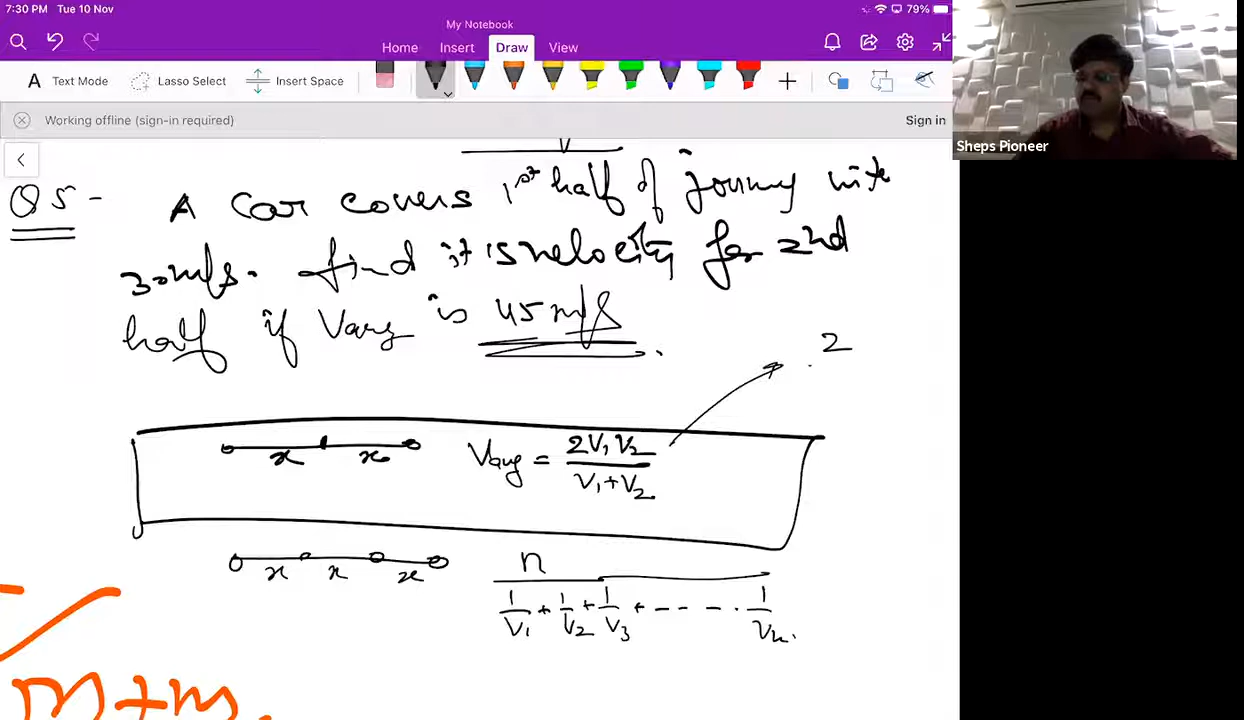 7:30 PM Tue 10 Nov
79%
My Notebook
Home Insert Draw View
A Text Mode Lasso Select Insert Space
Working offline (sign-in required)
Sign in
Sheps Pioneer
Q5- A car covers 1st half of journey with
30m/s. find it is velocity for 2nd
half if Vavg is 45 m/s.
2
x x Vavg = 2V1V2 / V1+V2
x x x n / 1/V1 + 1/V2 + 1/V3 + ----. 1/Vn.
m+m